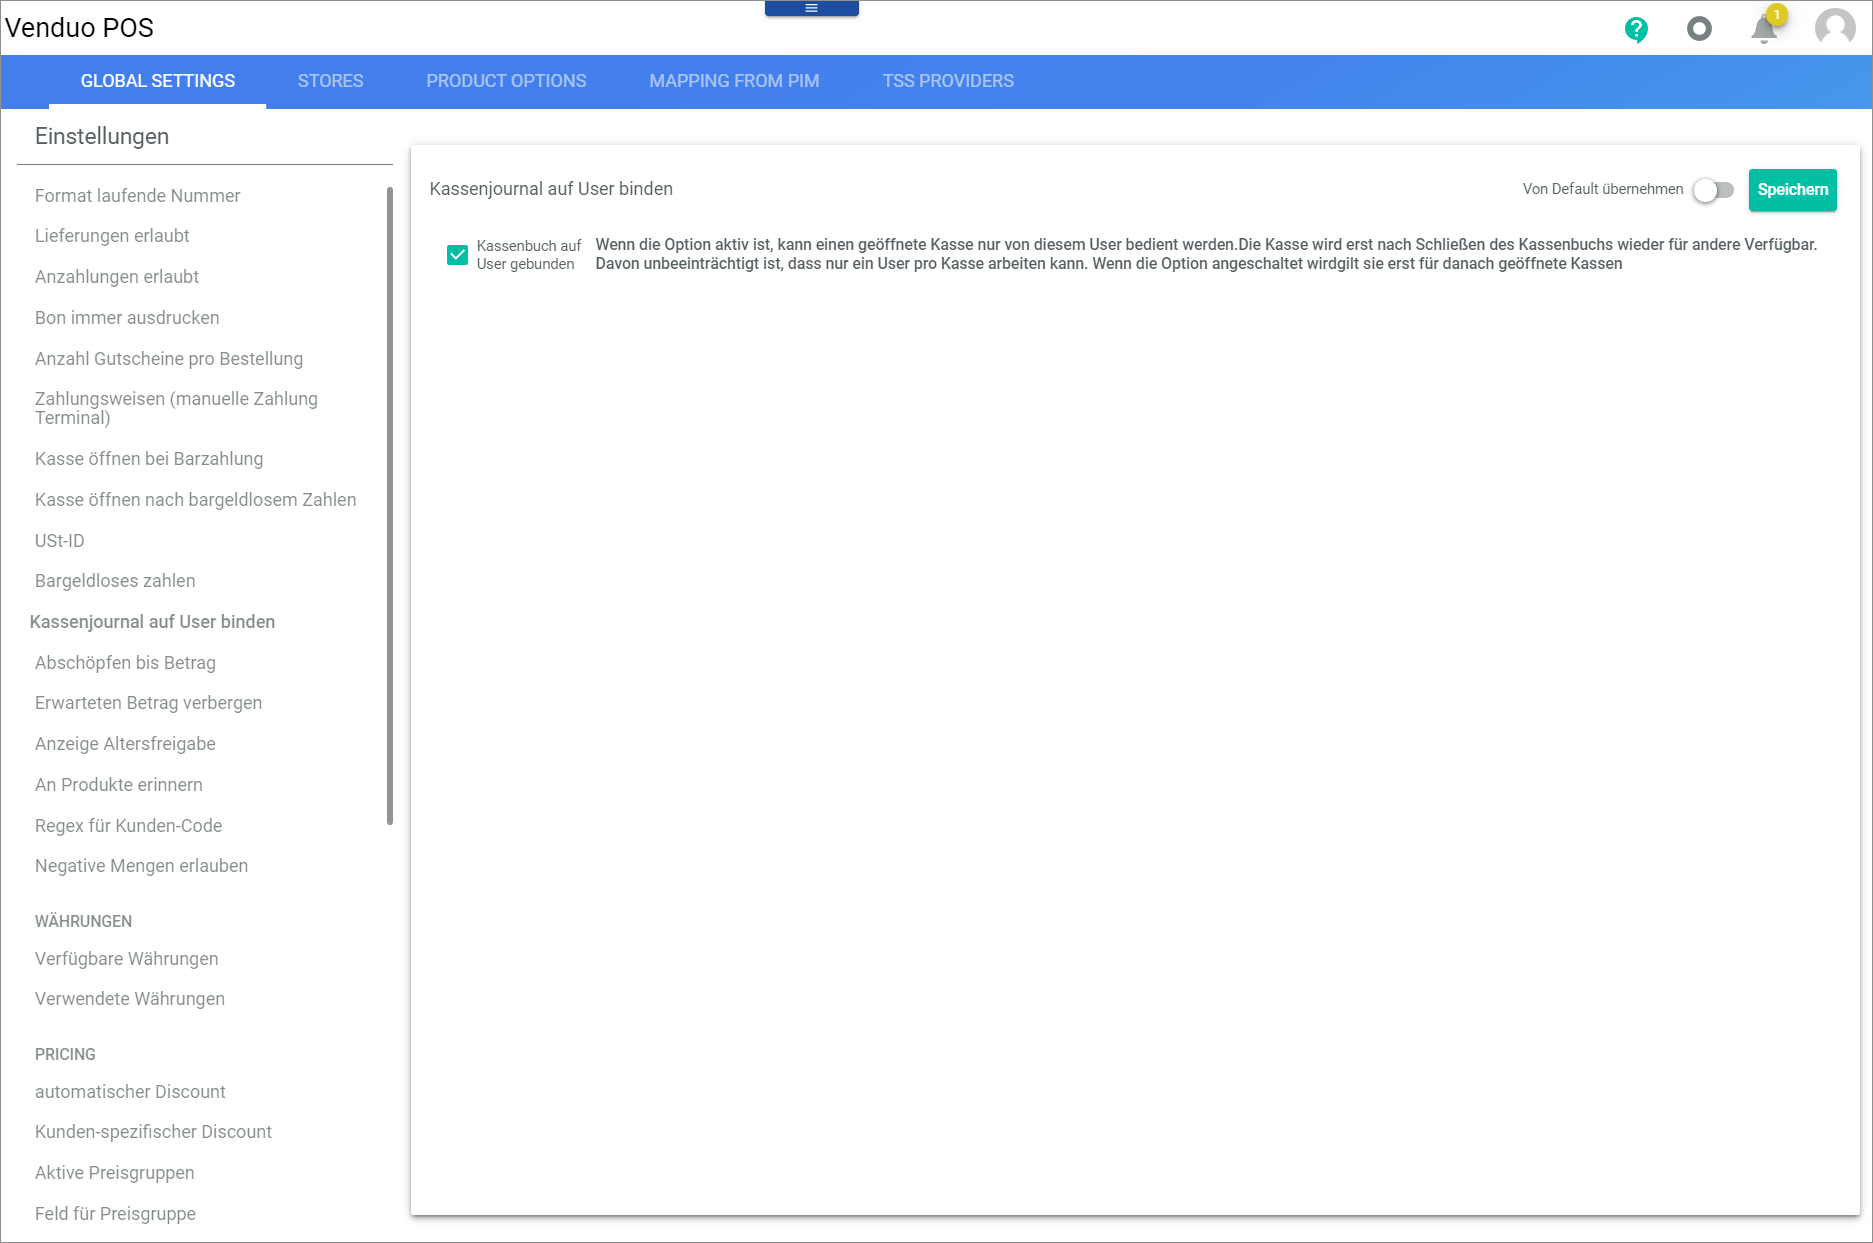 Venduo POS
1
GLOBAL SETTINGS
STORES
PRODUCT OPTIONS
MAPPING FROM PIM
TSS PROVIDERS
Einstellungen
Format laufende Nummer
Lieferungen erlaubt
Anzahlungen erlaubt
Bon immer ausdrucken
Anzahl Gutscheine pro Bestellung
Zahlungsweisen (manuelle Zahlung
Terminal)
Kasse öffnen bei Barzahlung
Kasse öffnen nach bargeldlosem Zahlen
USt-ID
Bargeldloses zahlen
Kassenjournal auf User binden
Abschöpfen bis Betrag
Erwarteten Betrag verbergen
Anzeige Altersfreigabe
An Produkte erinnern
Regex für Kunden-Code
Negative Mengen erlauben
WÄHRUNGEN
Verfügbare Währungen
Verwendete Währungen
PRICING
automatischer Discount
Kunden-spezifischer Discount
Aktive Preisgruppen
Feld für Preisgruppe
Kassenjournal auf User binden
Von Default übernehmen
Speichern
Kassenbuch auf
User gebunden
Wenn die Option aktiv ist, kann einen geöffnete Kasse nur von diesem User bedient werden.Die Kasse wird erst nach Schließen des Kassenbuchs wieder für andere Verfügbar.
Davon unbeeinträchtigt ist, dass nur ein User pro Kasse arbeiten kann. Wenn die Option angeschaltet wirdgilt sie erst für danach geöffnete Kassen